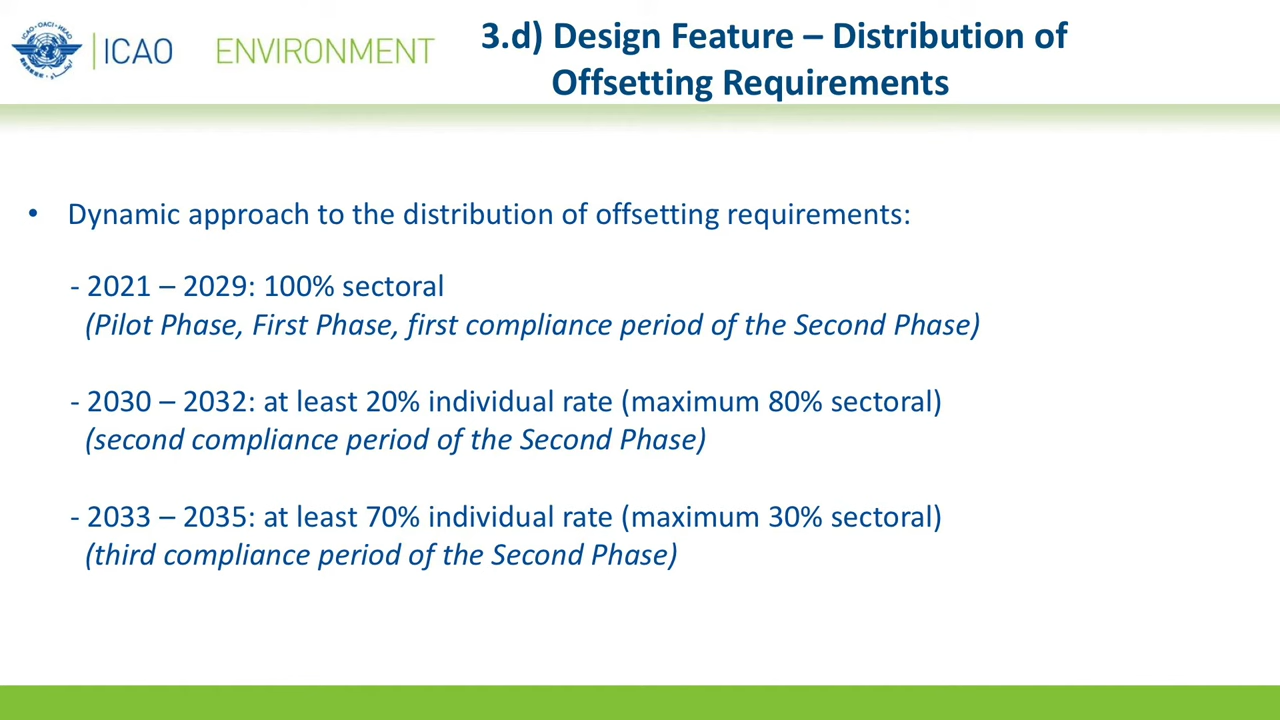 ICAO
ENVIRONMENT
3.d) Design Feature – Distribution of
Offsetting Requirements
• Dynamic approach to the distribution of offsetting requirements:
- 2021 – 2029: 100% sectoral
(Pilot Phase, First Phase, first compliance period of the Second Phase)
- 2030 – 2032: at least 20% individual rate (maximum 80% sectoral)
(second compliance period of the Second Phase)
- 2033 – 2035: at least 70% individual rate (maximum 30% sectoral)
(third compliance period of the Second Phase)